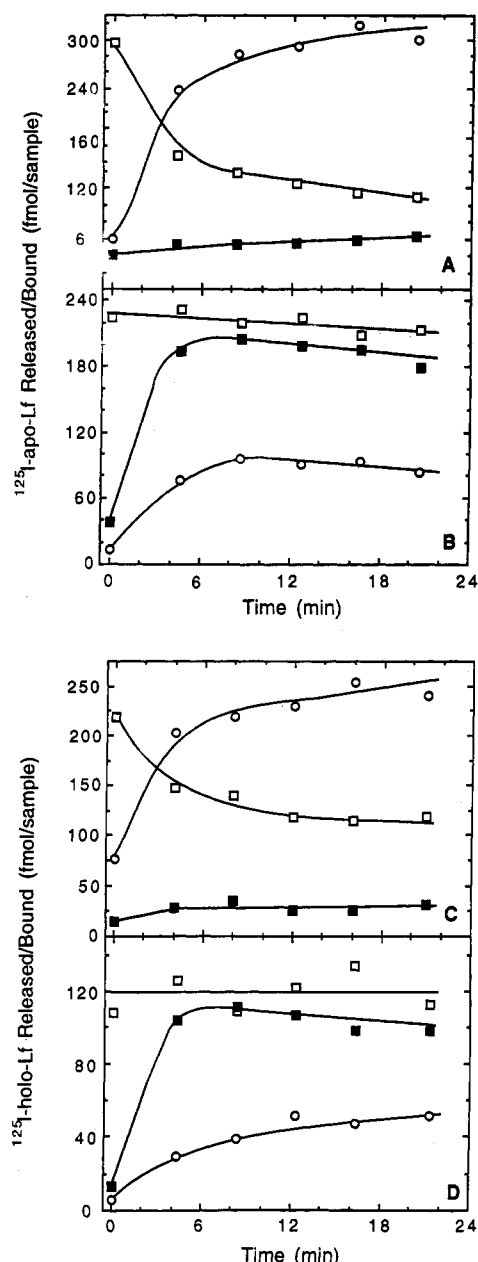 300
240
160
120
6
A
240
180
120
60
0
B
0 6 12 18 24
Time (min)
125I-apo-Lf Released/Bound (fmol/sample)
250
200
150
100
50
25
0
C
120
80
40
0
D
0 6 12 18 24
Time (min)
125I-holo-Lf Released/Bound (fmol/sample)